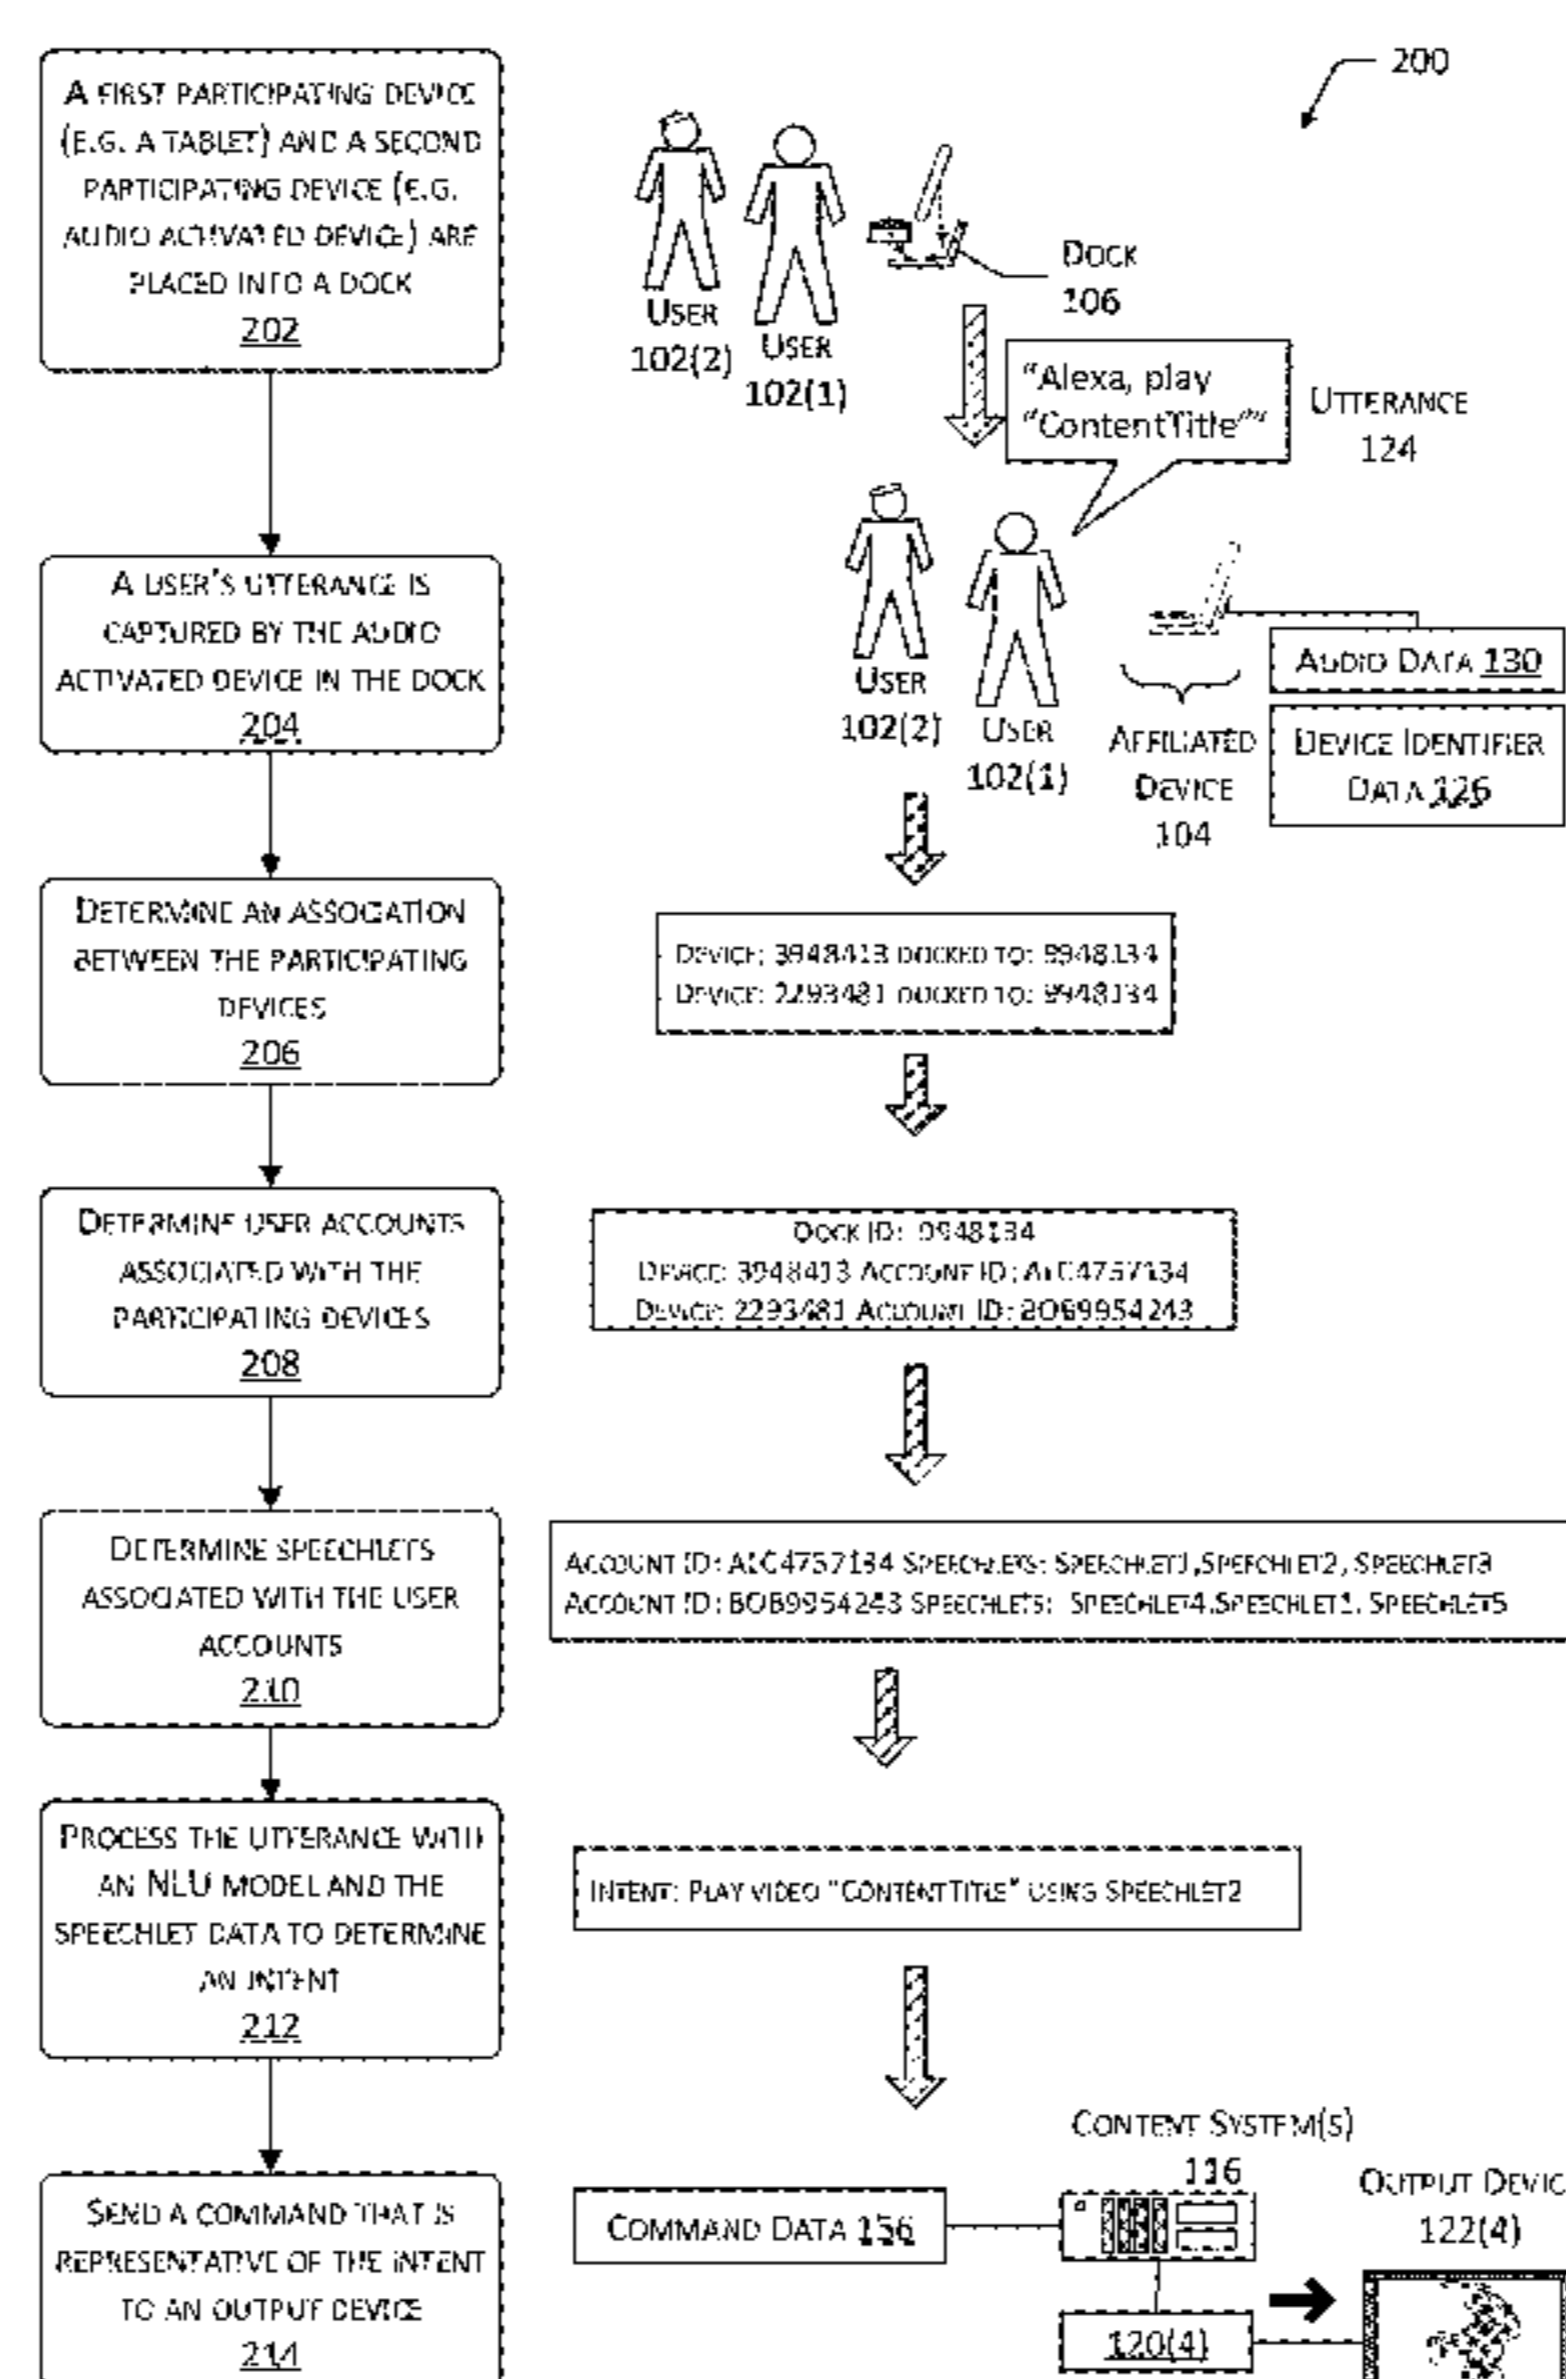 200
A FIRST PARTICIPATING DEVICE
(E.G. A TABLET) AND A SECOND
PARTICIPATING DEVICE (E.G.
AUDIO ACTIVATED DEVICE) ARE
PLACED INTO A DOCK
202
USER
102(2)
USER
102(1)
DOCK
106
"Alexa, play
"ContentTitle""
UTTERANCE
124
A USER'S UTTERANCE IS
CAPTURED BY THE AUDIO
ACTIVATED DEVICE IN THE DOCK
204
USER
102(2)
USER
102(1)
AFFILIATED
DEVICE
104
AUDIO DATA 130
DEVICE IDENTIFIER
DATA 126
DETERMINE AN ASSOCIATION
BETWEEN THE PARTICIPATING
DEVICES
206
DEVICE: 3948413 DOCKED TO: 9948134
DEVICE: 2293481 DOCKED TO: 9948134
DETERMINE USER ACCOUNTS
ASSOCIATED WITH THE
PARTICIPATING DEVICES
208
DOCK ID: 9948134
DEVICE: 3948413 ACCOUNT ID: ALC4757134
DEVICE: 2293481 ACCOUNT ID: BOB9954243
DETERMINE SPEECHLETS
ASSOCIATED WITH THE USER
ACCOUNTS
210
ACCOUNT ID: ALC4757134 SPEECHLETS: SPEECHLET1,SPEECHLET2, SPEECHLET3
ACCOUNT ID: BOB9954243 SPEECHLETS: SPEECHLET4,SPEECHLET1, SPEECHLET5
PROCESS THE UTTERANCE WITH
AN NLU MODEL AND THE
SPEECHLET DATA TO DETERMINE
AN INTENT
212
INTENT: PLAY VIDEO "CONTENTTITLE" USING SPEECHLET2
SEND A COMMAND THAT IS
REPRESENTATIVE OF THE INTENT
TO AN OUTPUT DEVICE
214
COMMAND DATA 156
CONTENT SYSTEM(S)
116
120(4)
OUTPUT DEVIC
122(4)